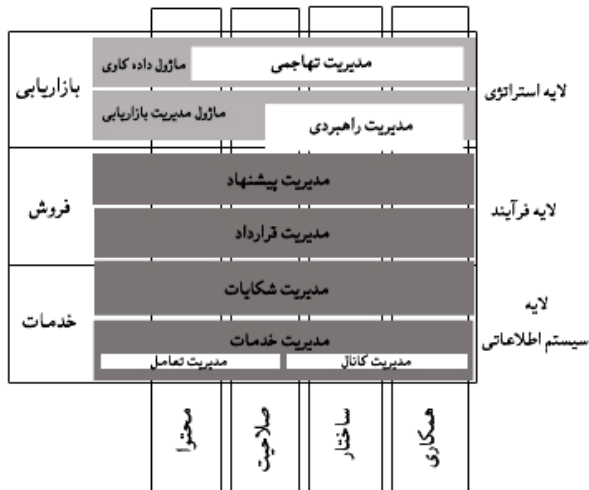 مدیریت تهاجمی
ماژول داده کاوی
بازاریابی
لایه استراتژی
ماژول مدیریت بازاریابی
مدیریت راهبردی
مدیریت پیشنهاد
فروش
لایه فرآیند
مدیریت قرارداد
مدیریت شکایات
لایه
سیستم اطلاعاتی
خدمات
مدیریت خدمات
مدیریت کانال
مدیریت تعامل
همکاری
ساختار
صلاحیت
محتوا